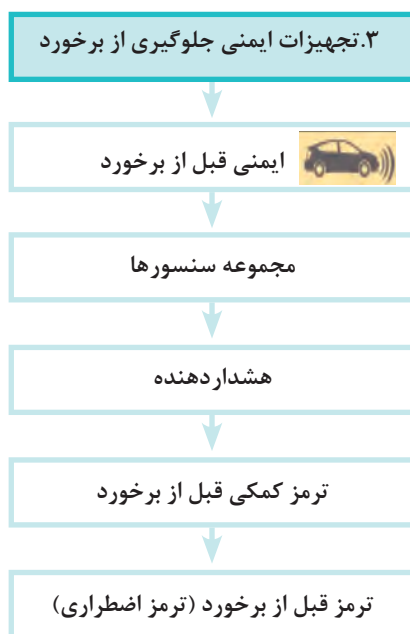 ۳.تجهیزات ایمنی جلوگیری از برخورد
ایمنی قبل از برخورد
مجموعه سنسورها
هشداردهنده
ترمز کمکی قبل از برخورد
ترمز قبل از برخورد (ترمز اضطراری)